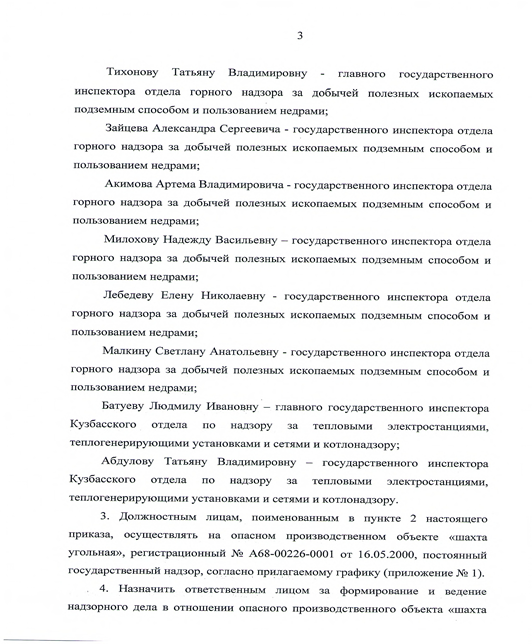 3
Тихонову Татьяну Владимировну - главного государственного
инспектора отдела горного надзора за добычей полезных ископаемых
подземным способом и пользованием недрами;
Зайцева Александра Сергеевича - государственного инспектора отдела
горного надзора за добычей полезных ископаемых подземным способом и
пользованием недрами;
Акимова Артема Владимировича - государственного инспектора отдела
горного надзора за добычей полезных ископаемых подземным способом и
пользованием недрами;
Милохову Надежду Васильевну – государственного инспектора отдела
горного надзора за добычей полезных ископаемых подземным способом и
пользованием недрами;
Лебедеву Елену Николаевну - государственного инспектора отдела
горного надзора за добычей полезных ископаемых подземным способом и
пользованием недрами;
Малкину Светлану Анатольевну - государственного инспектора отдела
горного надзора за добычей полезных ископаемых подземным способом и
пользованием недрами;
Батуеву Людмилу Ивановну – главного государственного инспектора
Кузбасского отдела по надзору за тепловыми электростанциями,
теплогенерирующими установками и сетями и котлонадзору;
Абдулову Татьяну Владимировну – государственного инспектора
Кузбасского отдела по надзору за тепловыми электростанциями,
теплогенерирующими установками и сетями и котлонадзору.
3. Должностным лицам, поименованным в пункте 2 настоящего
приказа, осуществлять на опасном производственном объекте «шахта
угольная», регистрационный № А68-00226-0001 от 16.05.2000, постоянный
государственный надзор, согласно прилагаемому графику (приложение № 1).
4. Назначить ответственным лицом за формирование и ведение
надзорного дела в отношении опасного производственного объекта «шахта